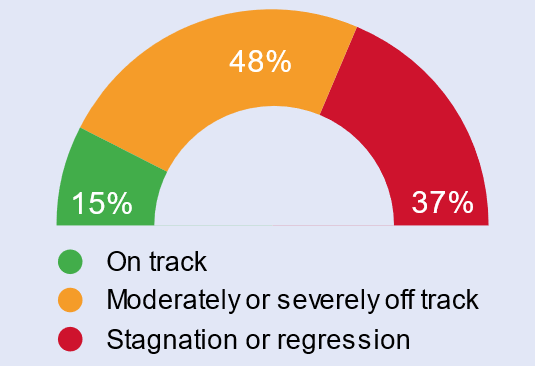 48%
15%
37%
On track
Moderately or severely off track
Stagnation or regression